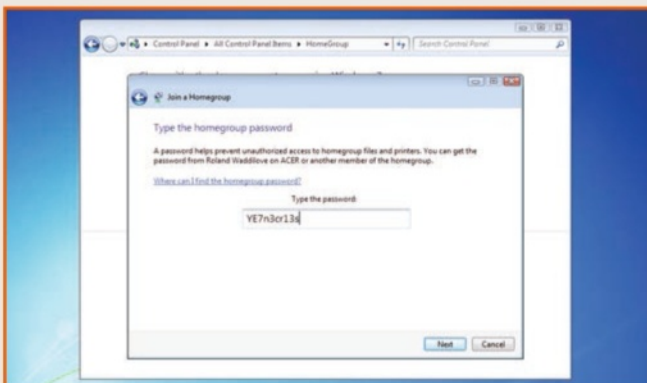 Control Panel ▸ All Control Panel Items ▸ HomeGroup
Search Control Panel
Join a Homegroup
Type the homegroup password
A password helps prevent unauthorized access to homegroup files and printers. You can get the
password from Roland Waddilove on ACER or another member of the homegroup.
Where can I find the homegroup password?
Type the password:
YE7n3cr13s
Next
Cancel